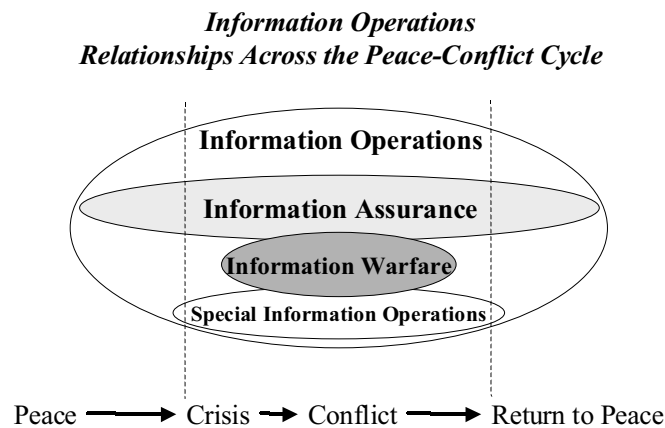 Information Operations
Relationships Across the Peace-Conflict Cycle
Information Operations
Information Assurance
Information Warfare
Special Information Operations
Peace Crisis Conflict Return to Peace